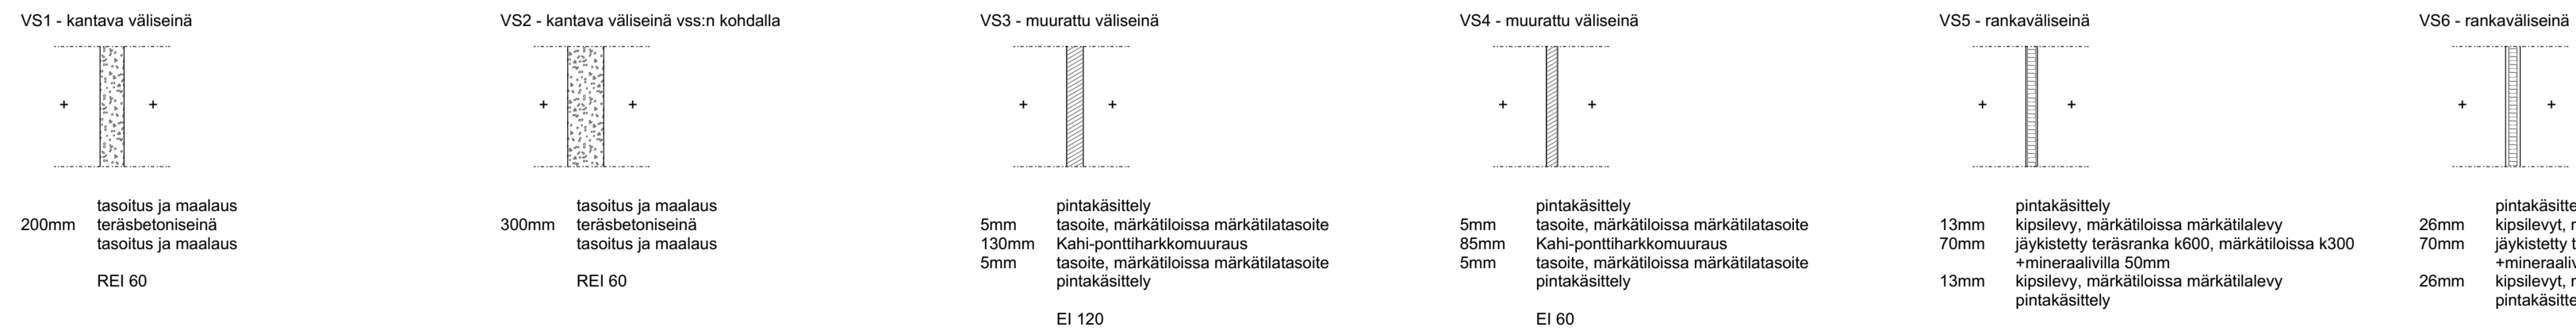 VS1 - kantava väliseinä
tasoitus ja maalaus
200mm teräsbetoniseinä
tasoitus ja maalaus
REI 60
VS2 - kantava väliseinä vss:n kohdalla
tasoitus ja maalaus
300mm teräsbetoniseinä
tasoitus ja maalaus
REI 60
VS3 - muurattu väliseinä
pintakäsittely
5mm tasoite, märkätiloissa märkätilatasoite
130mm Kahi-ponttiharkkomuuraus
5mm tasoite, märkätiloissa märkätilatasoite
pintakäsittely
EI 120
VS4 - muurattu väliseinä
pintakäsittely
5mm tasoite, märkätiloissa märkätilatasoite
85mm Kahi-ponttiharkkomuuraus
5mm tasoite, märkätiloissa märkätilatasoite
pintakäsittely
EI 60
VS5 - rankaväliseinä
pintakäsittely
13mm kipsilevy, märkätiloissa märkätilalevy
70mm jäykistetty teräsranka k600, märkätiloissa k300
+mineraalivilla 50mm
13mm kipsilevy, märkätiloissa märkätilalevy
pintakäsittely
VS6 - rankaväliseinä
26mm kipsilevyt,
70mm jäykistetty
26mm kipsilevyt,